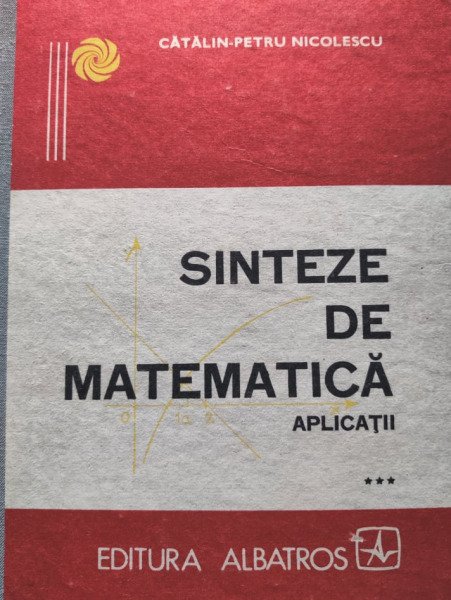 CĂTĂLIN-PETRU NICOLESCU
SINTEZE
DE
MATEMATICĂ
APLICAŢII
***
EDITURA ALBATROS